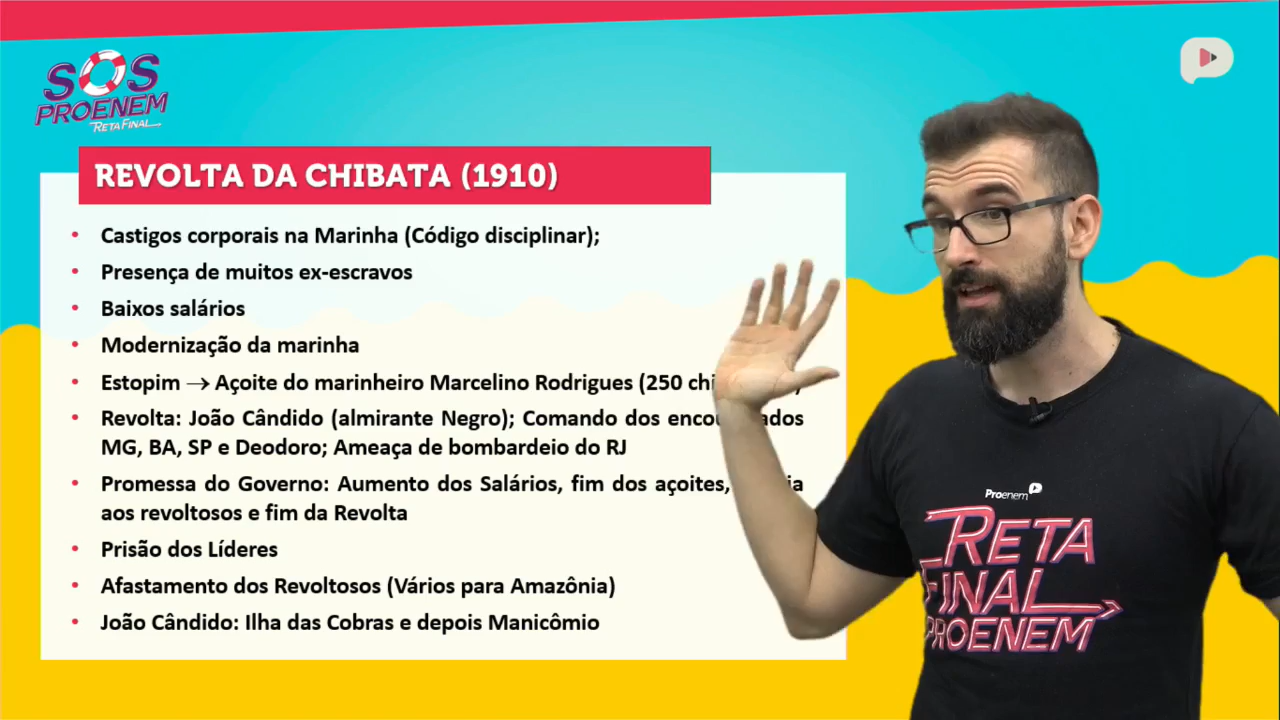 SOS
PROENEM
RETA FINAL
REVOLTA DA CHIBATA (1910)
• Castigos corporais na Marinha (Código disciplinar);
• Presença de muitos ex-escravos
• Baixos salários
• Modernização da marinha
• Estopim → Açoite do marinheiro Marcelino Rodrigues (250
• Revolta: João Cândido (almirante Negro); Comando dos
MG, BA, SP e Deodoro; Ameaça de bombardeio do RJ
• Promessa do Governo: Aumento dos Salários, fim dos açoites,
aos revoltosos e fim da Revolta
• Prisão dos Líderes
• Afastamento dos Revoltosos (Vários para Amazônia)
• João Cândido: Ilha das Cobras e depois Manicômio
Proenem
RETA
FINAL
PROENEM